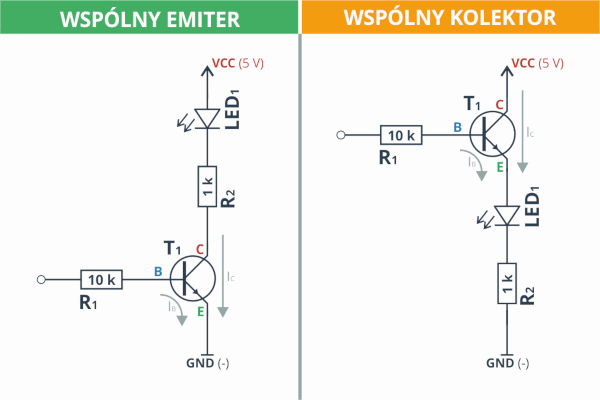 WSPÓLNY EMITER
VCC (5 V)
LED1
1 k
R2
T1
C
B
10 k
R1
IC
IB
E
GND (-)
WSPÓLNY KOLEKTOR
VCC (5 V)
T1
C
B
10 k
R1
IC
IB
E
LED1
1 k
R2
GND (-)